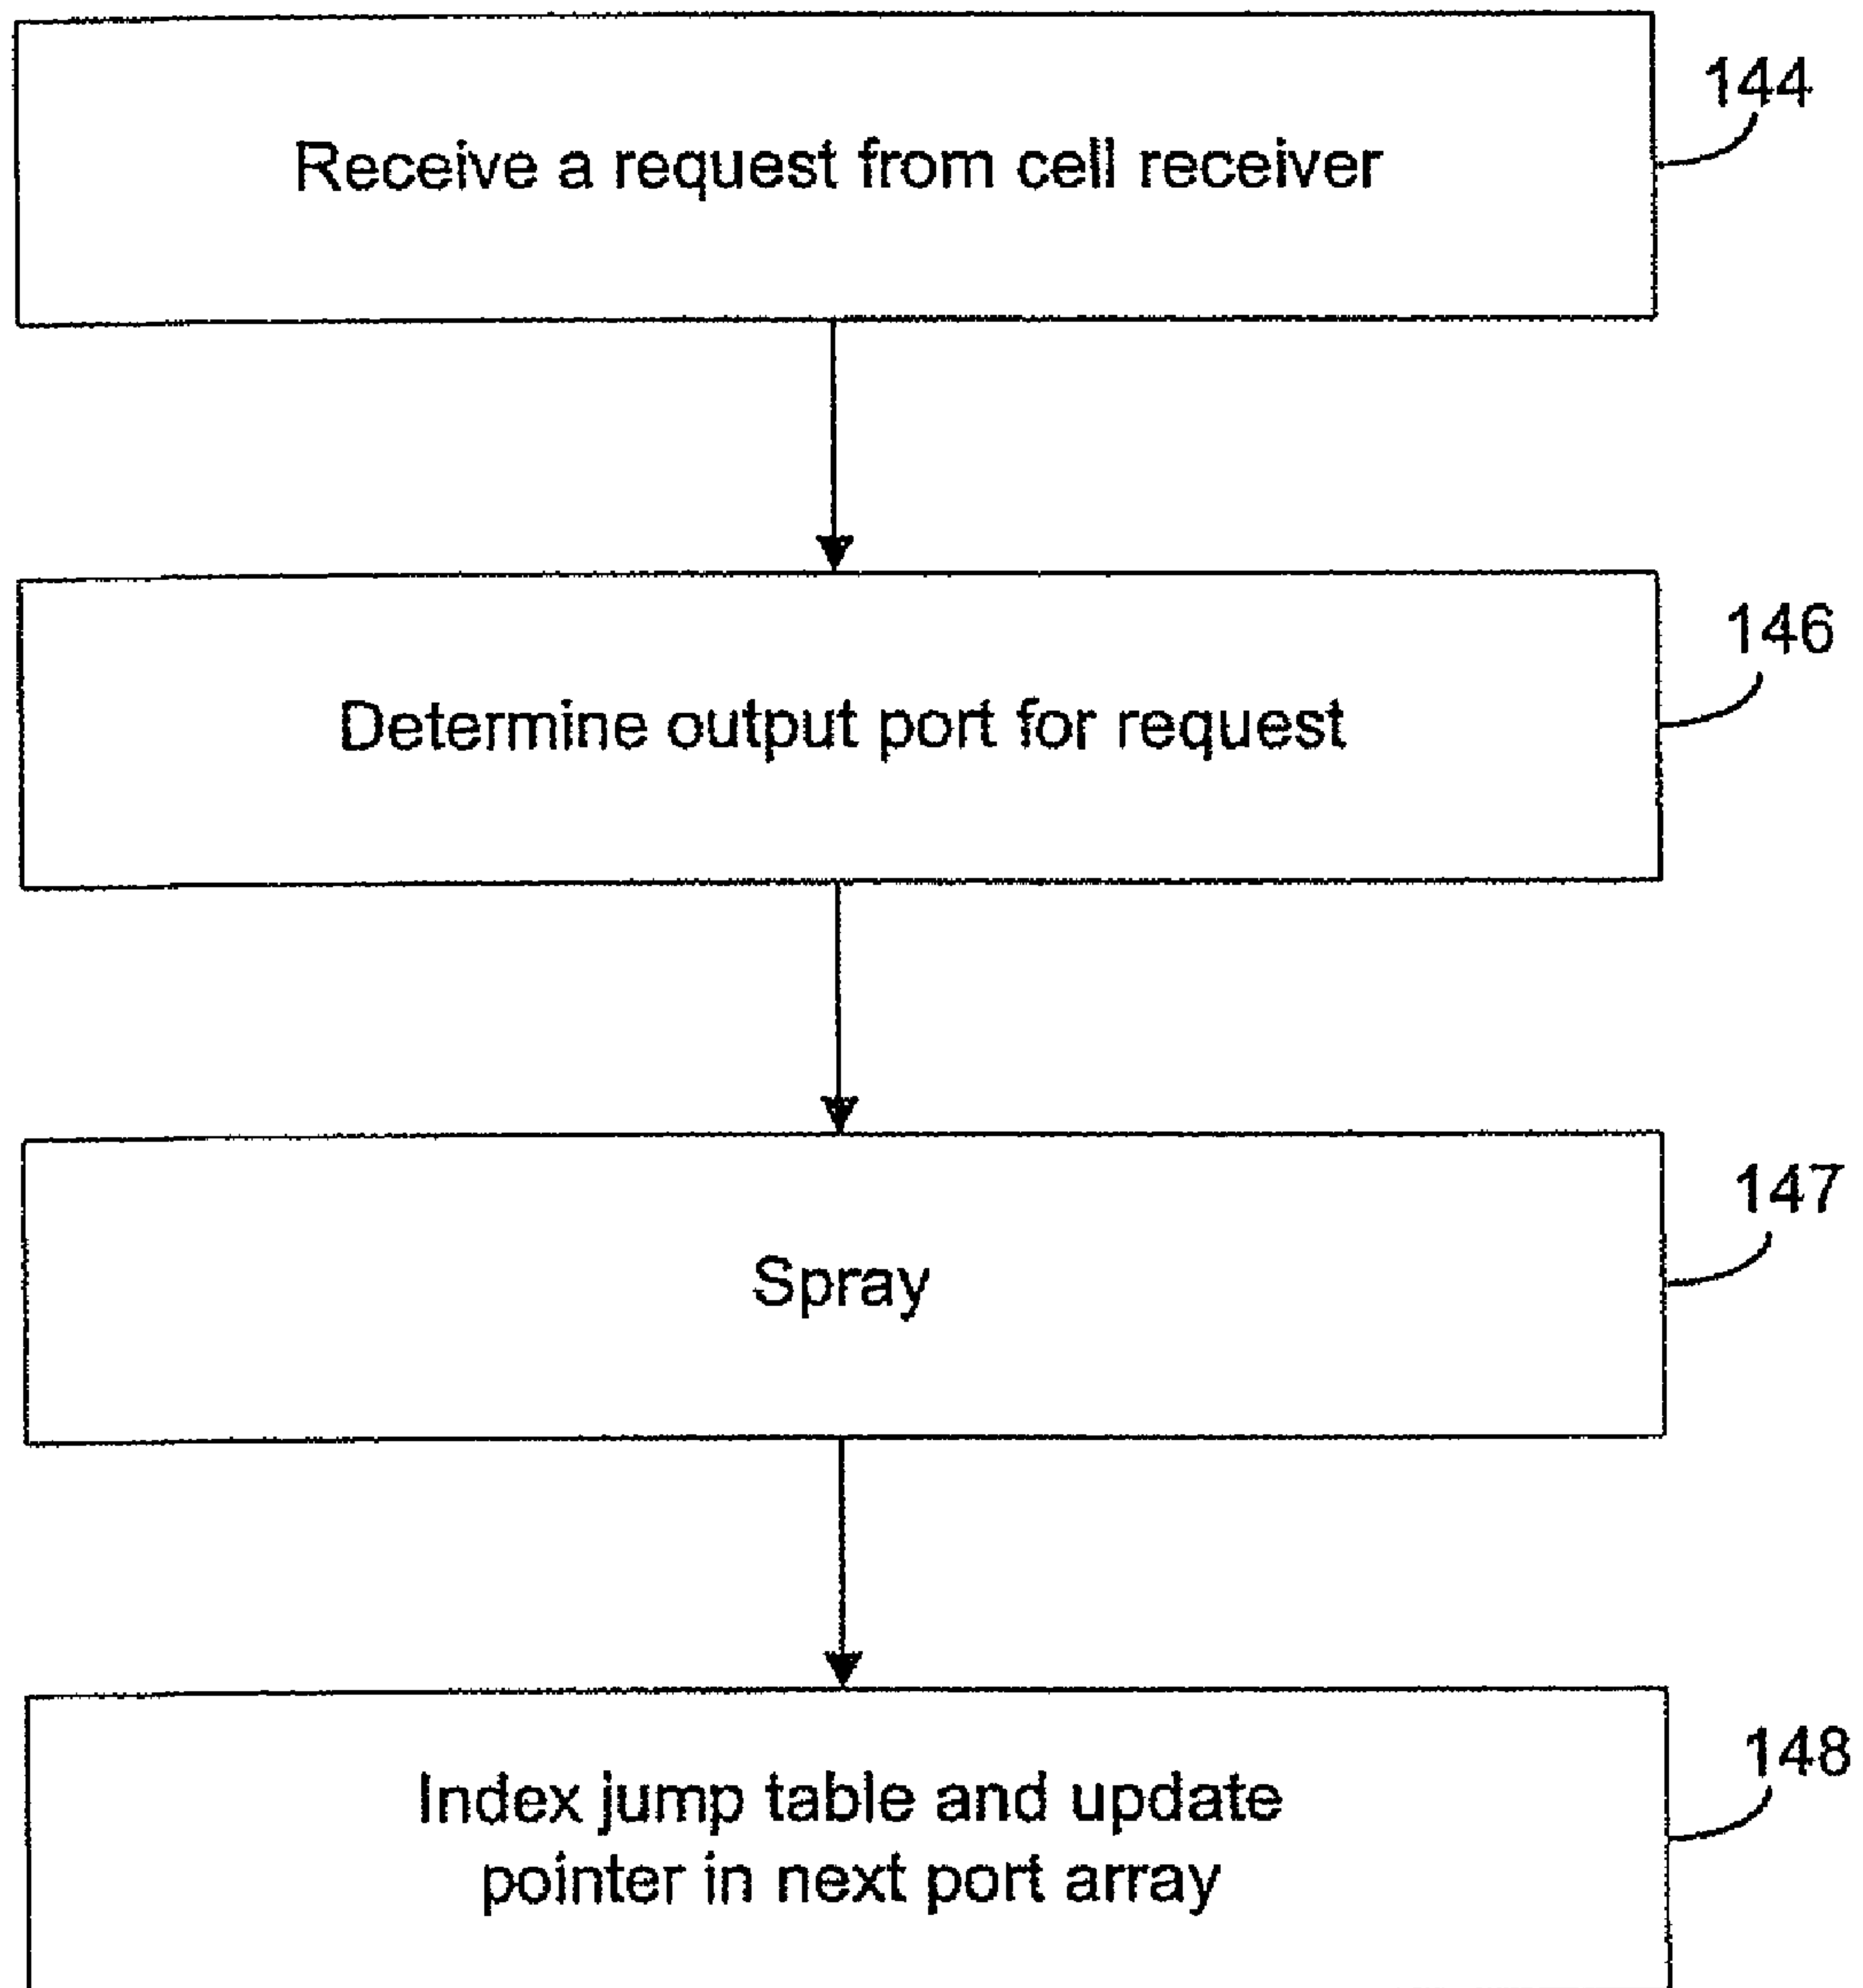 144
Receive a request from cell receiver
146
Determine output port for request
147
Spray
148
Index jump table and update
pointer in next port array